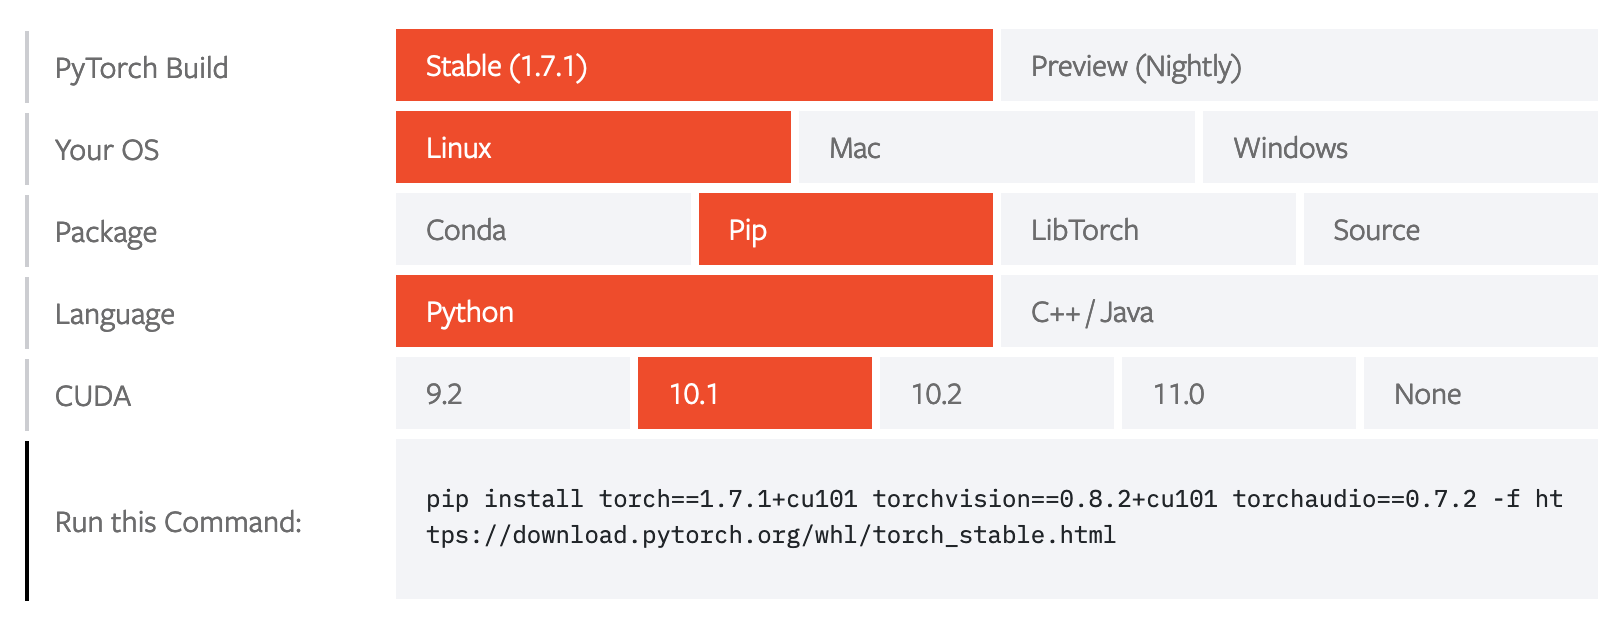 PyTorch Build
Stable (1.7.1)
Preview (Nightly)
Your OS
Linux
Mac
Windows
Package
Conda
Pip
LibTorch
Source
Language
Python
C++ / Java
CUDA
9.2
10.1
10.2
11.0
None
Run this Command:
pip install torch==1.7.1+cu101 torchvision==0.8.2+cu101 torchaudio==0.7.2 -f ht
tps://download.pytorch.org/whl/torch_stable.html